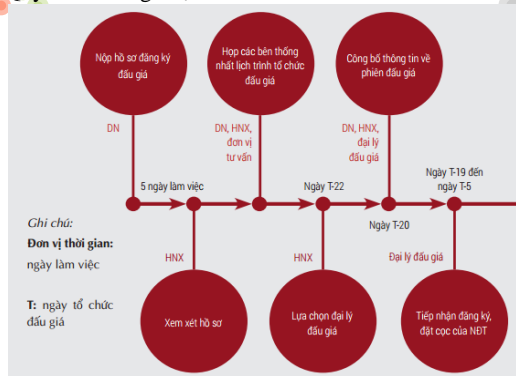 Nộp hồ sơ đăng ký
đấu giá
Họp các bên thống
nhất lịch trình tổ chức
đấu giá
Công bố thông tin về
phiên đấu giá
DN
DN, HNX,
đơn vị
tư vấn
DN, HNX,
đại lý
đấu giá
5 ngày làm việc
Ngày T-22
Ngày T-19 đến
ngày T-5
Ngày T-20
Ghi chú:
Đơn vị thời gian:
ngày làm việc
T: ngày tổ chức
đấu giá
HNX
HNX
Đại lý đấu giá
Xem xét hồ sơ
Lựa chọn đại lý
đấu giá
Tiếp nhận đăng ký,
đặt cọc của NĐT